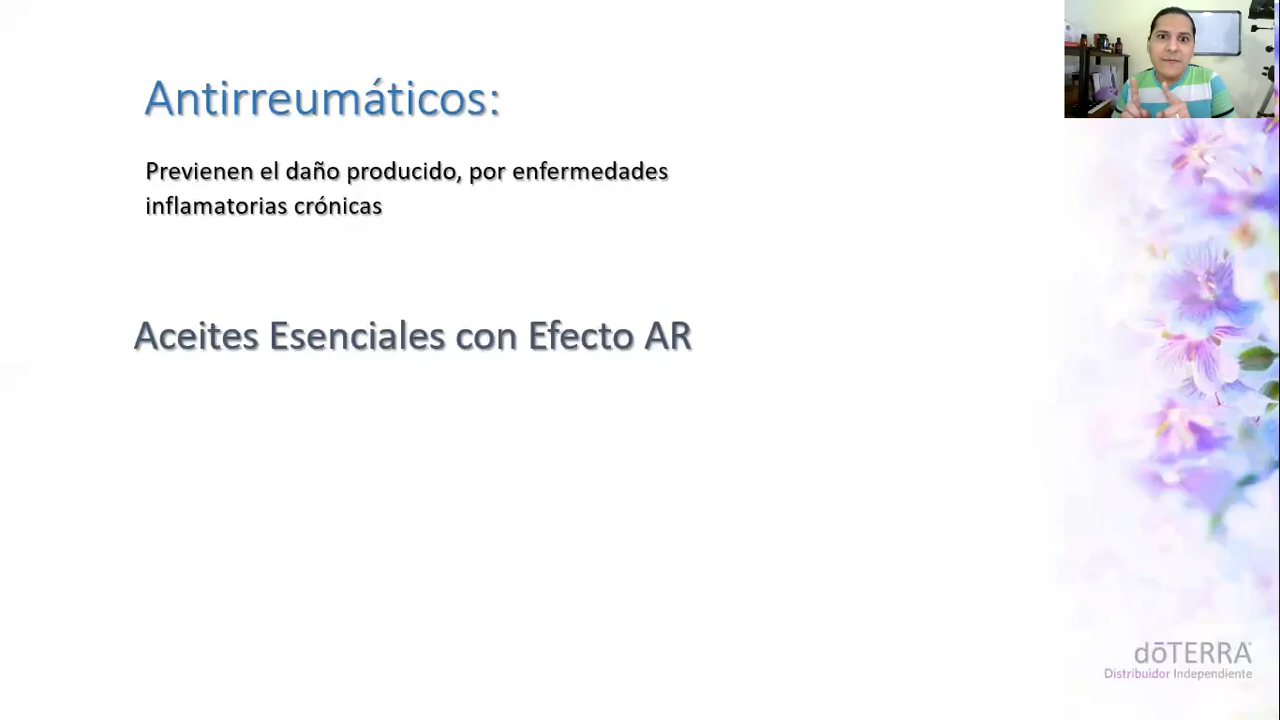 Antirreumáticos:
Previenen el daño producido, por enfermedades
inflamatorias crónicas
Aceites Esenciales con Efecto AR
dōTERRA
Distribuidor Independiente